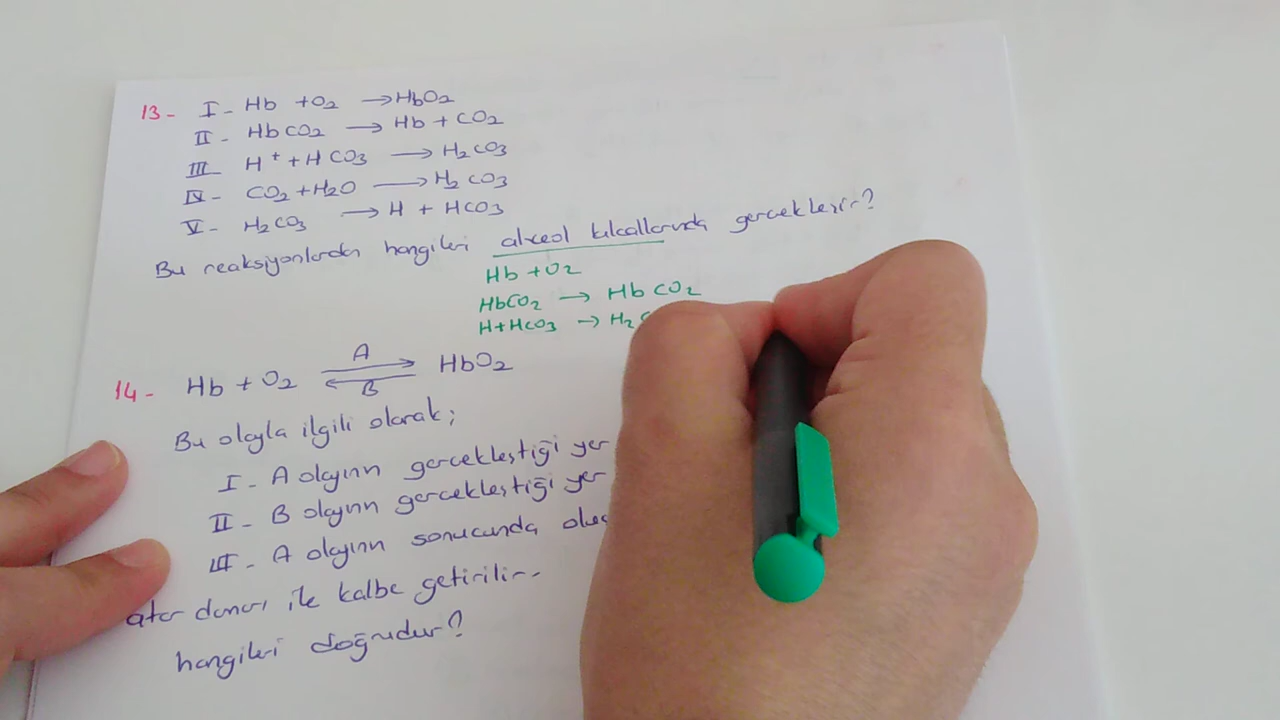 13- I- Hb + O2 → HbO2
II- HbCO2 → Hb + CO2
III H+ + HCO3 → H2CO3
IV- CO2 + H2O → H2CO3
V- H2CO3 → H + HCO3
Bu reaksiyonlardan hangileri alveol kılcallarında gerçekleşir?
Hb + O2
HbCO2 → Hb CO2
H+HCO3 → H2
14- Hb + O2 A B HbO2
Bu olayla ilgili olarak;
I- A olayının gerçekleştiği yer
II- B olayının gerçekleştiği yer
III- A olayının sonucunda
atar damarı ile kalbe getirilir.
hangileri doğrudur?